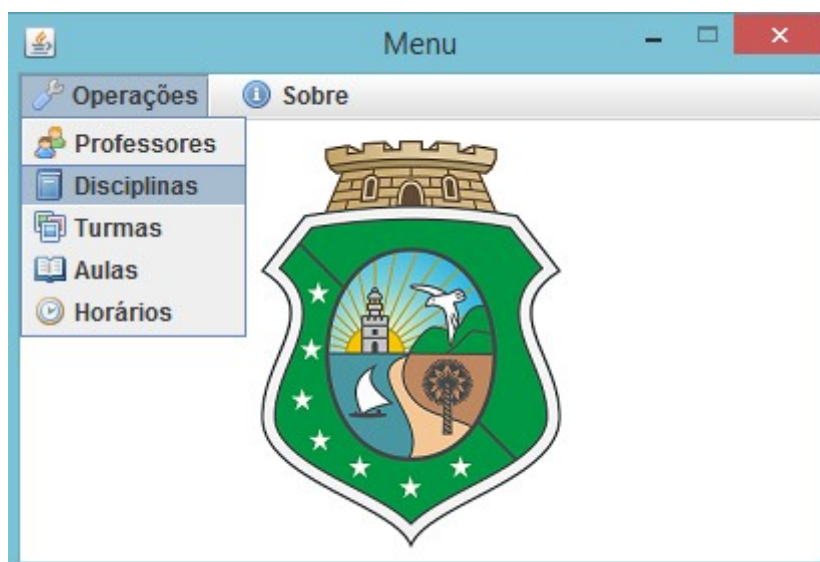 Menu
Operações Sobre
Professores
Disciplinas
Turmas
Aulas
Horários